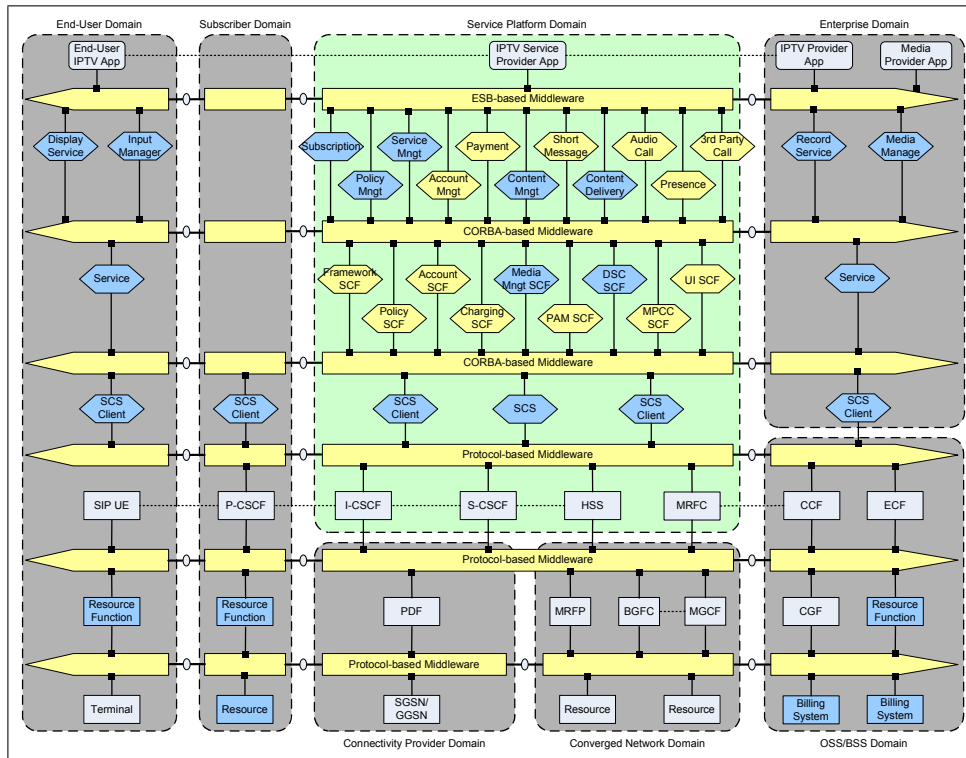 End-User Domain
Subscriber Domain
Service Platform Domain
Enterprise Domain
End-User
IPTV App
IPTV Service
Provider App
IPTV Provider
App
Media
Provider App
ESB-based Middleware
Display
Service
Input
Manager
Subscription
Service
Mngt
Payment
Short
Message
Audio
Call
3rd Party
Call
Record
Service
Media
Manage
Policy
Mngt
Account
Mngt
Content
Mngt
Content
Delivery
Presence
CORBA-based Middleware
Service
Framework
SCF
Account
SCF
Media
Mngt SCF
DSC
SCF
UI SCF
Service
Policy
SCF
Charging
SCF
PAM SCF
MPCC
SCF
CORBA-based Middleware
SCS
Client
SCS
Client
SCS
Client
SCS
SCS
Client
SCS
Client
Protocol-based Middleware
SIP UE
P-CSCF
I-CSCF
S-CSCF
HSS
MRFC
CCF
ECF
Protocol-based Middleware
Resource
Function
Resource
Function
PDF
MRFP
BGFC
MGCF
CGF
Resource
Function
Protocol-based Middleware
Terminal
Resource
SGSN/
GGSN
Resource
Resource
Billing
System
Billing
System
Connectivity Provider Domain
Converged Network Domain
OSS/BSS Domain